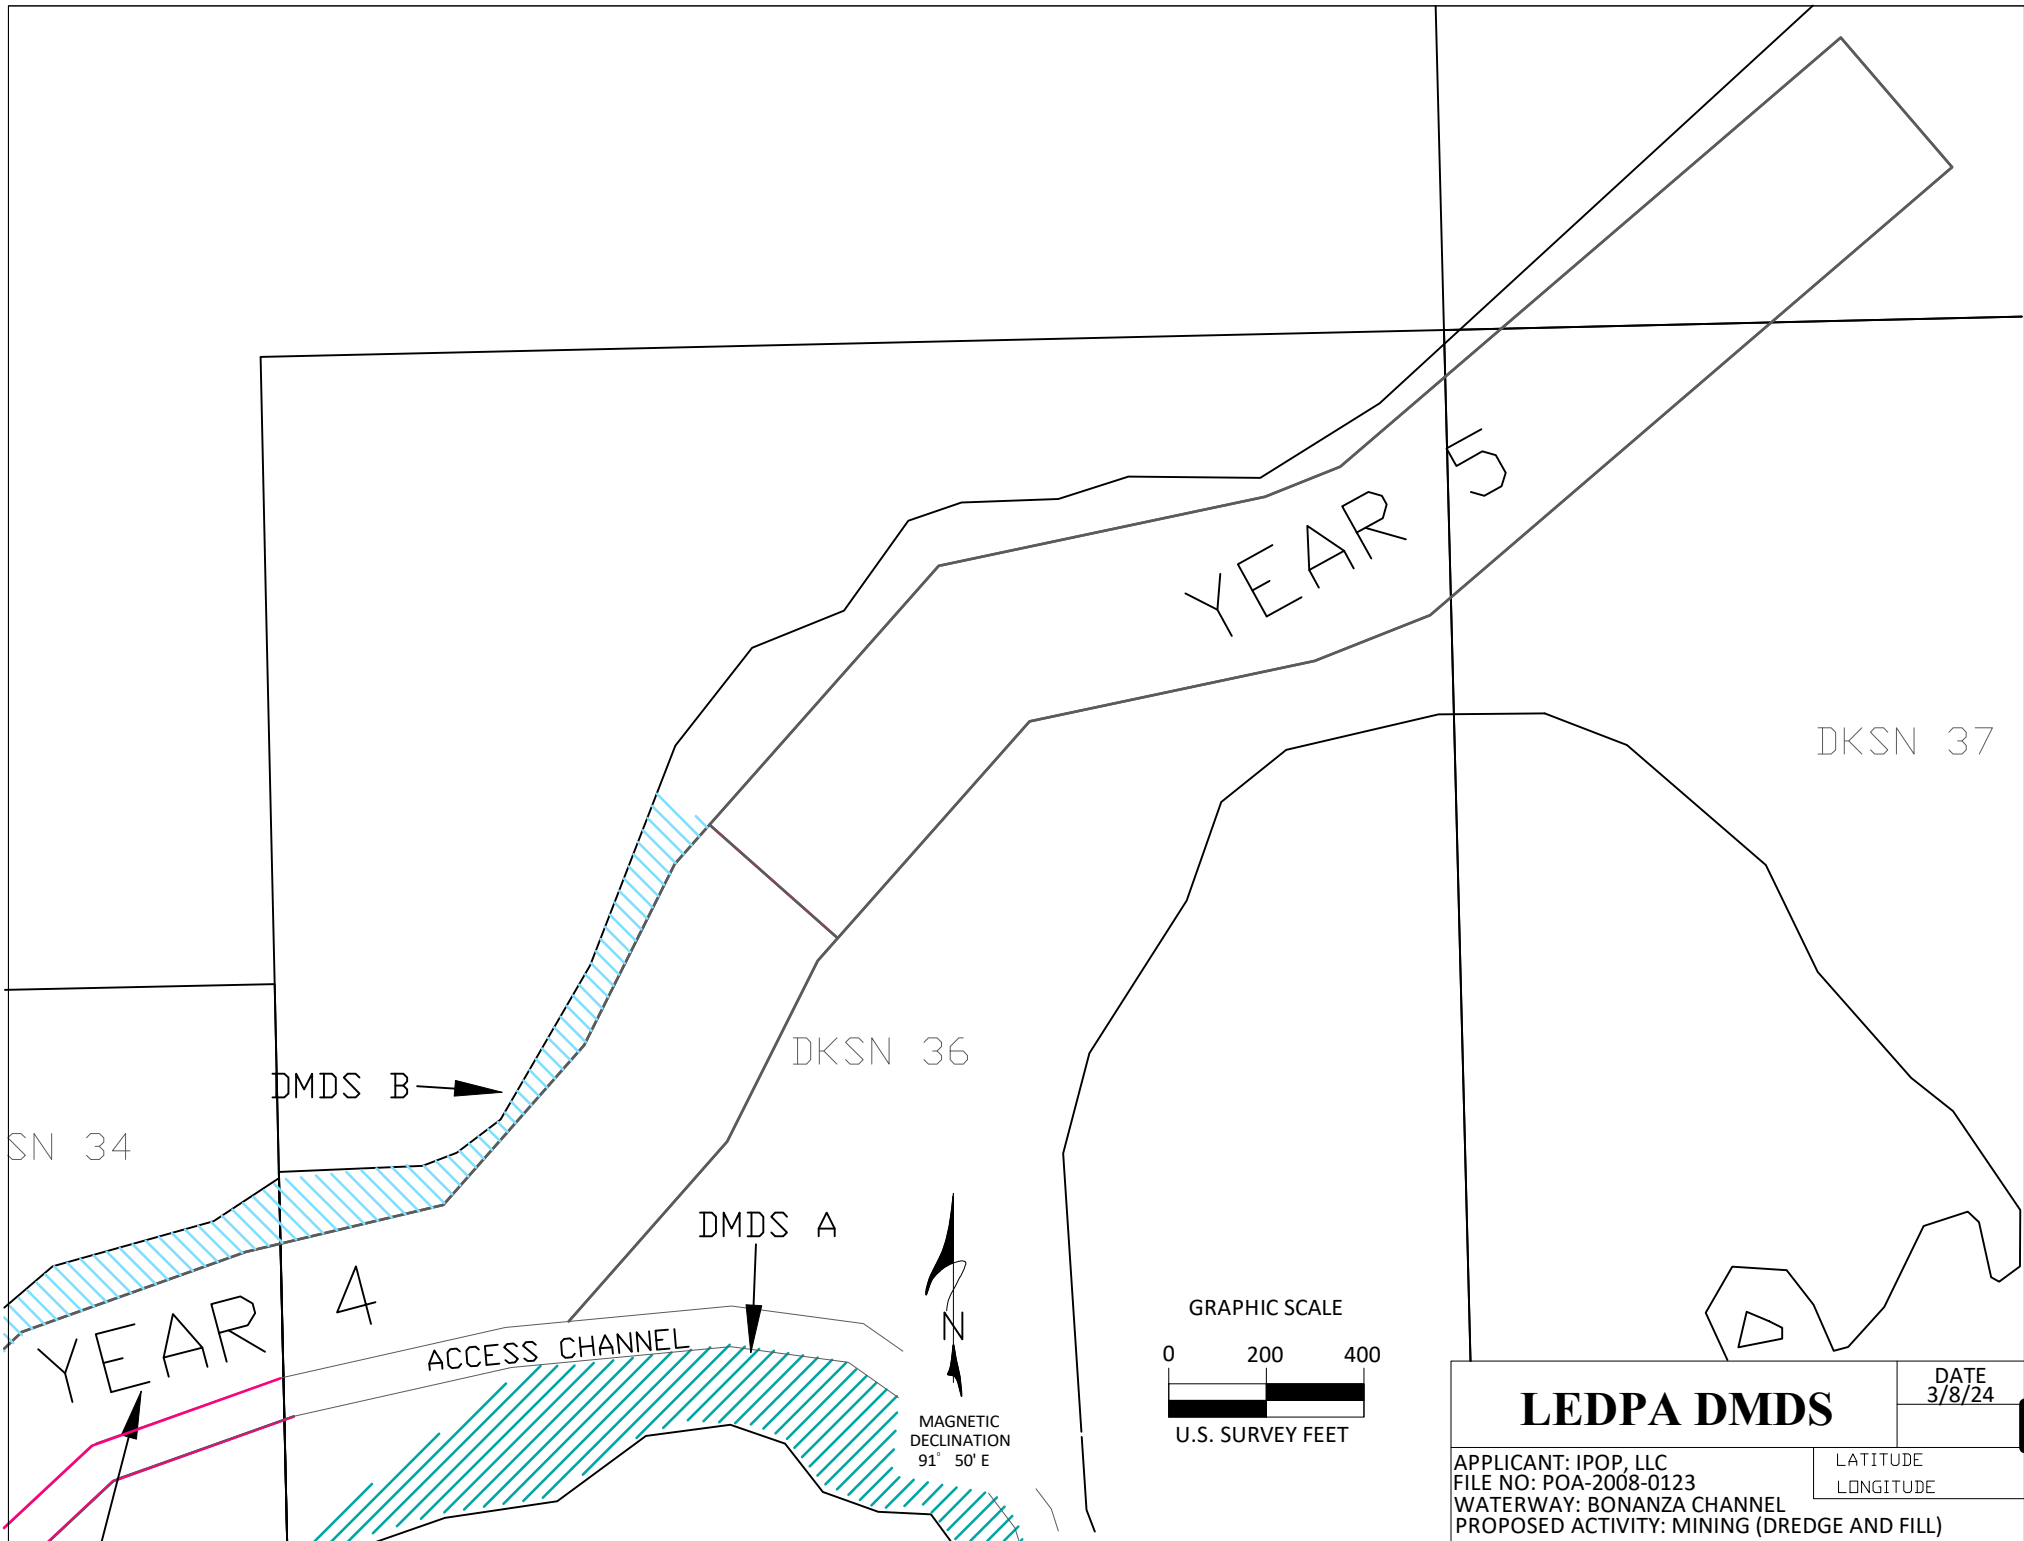 YEAR 5
DKSN 37
DKSN 36
DMDS B
SN 34
DMDS A
YEAR 4
ACCESS CHANNEL
N
MAGNETIC
DECLINATION
91° 50' E
GRAPHIC SCALE
0 200 400
U.S. SURVEY FEET
LEDPA DMDS
DATE
3/8/24
APPLICANT: IPOP, LLC
FILE NO: POA-2008-0123
WATERWAY: BONANZA CHANNEL
PROPOSED ACTIVITY: MINING (DREDGE AND FILL)
LATITUDE
LONGITUDE